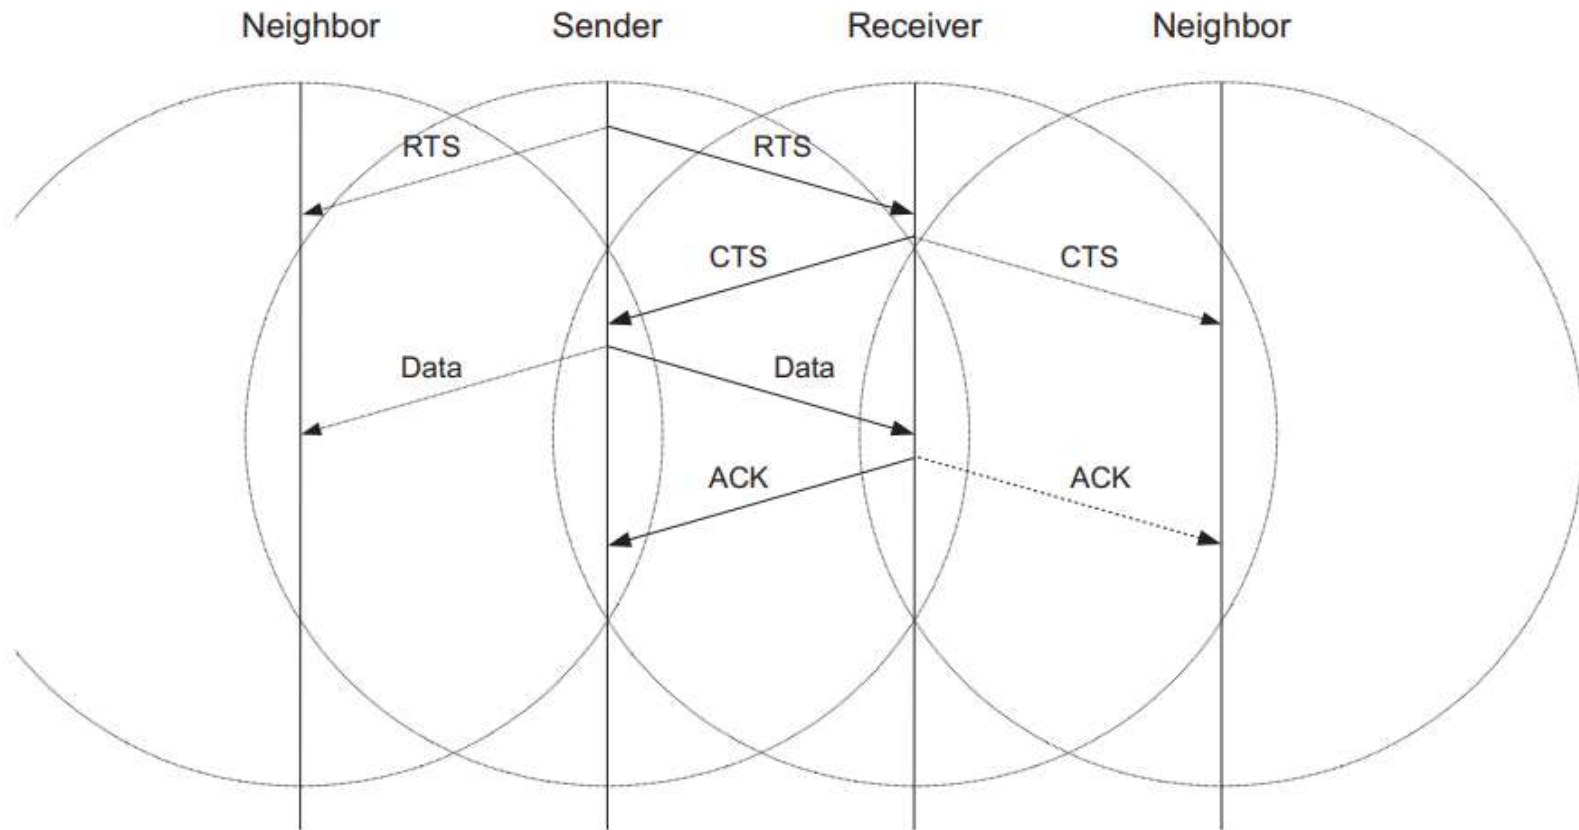 Neighbor Sender Receiver Neighbor
RTS RTS
CTS CTS
Data Data
ACK ACK